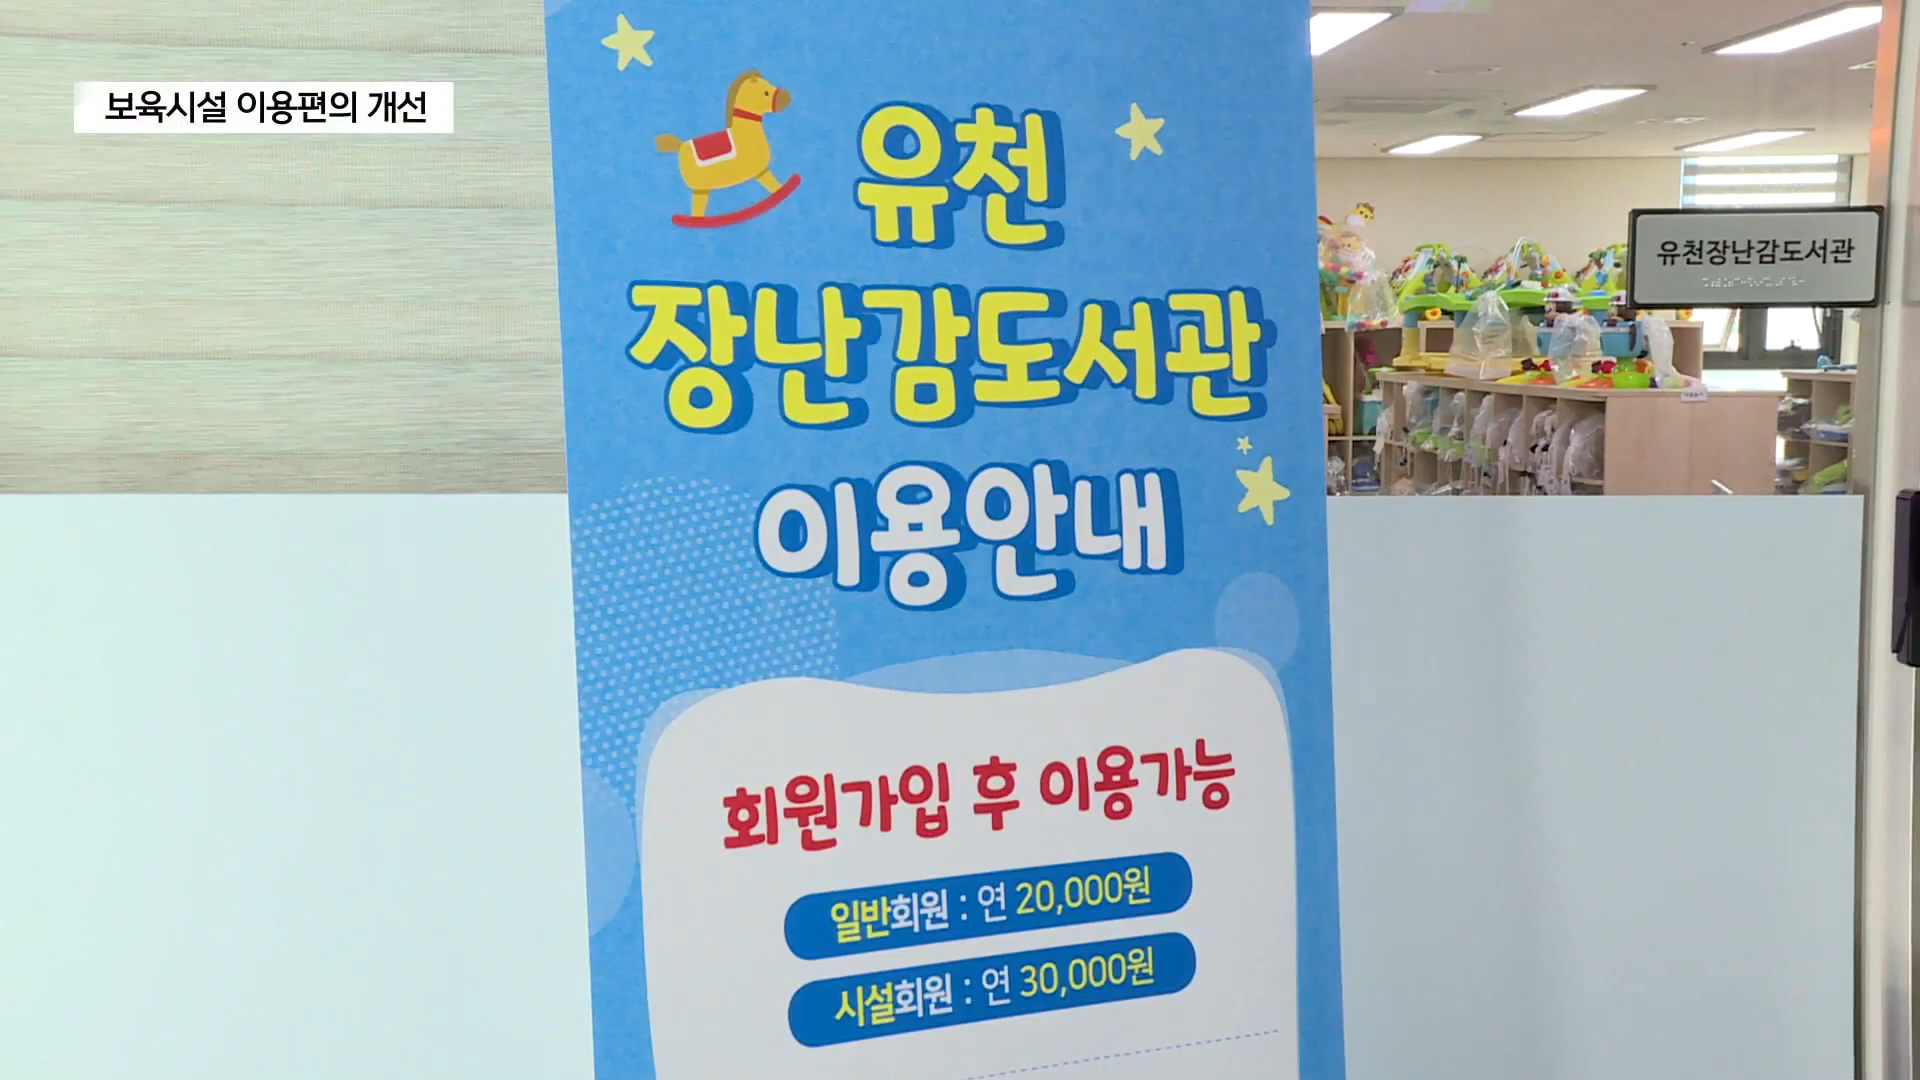 보육시설 이용편의 개선
유천
장난감도서관
이용안내
유천장난감도서관
회원가입 후 이용가능
일반회원 : 연 20,000원
시설회원 : 연 30,000원